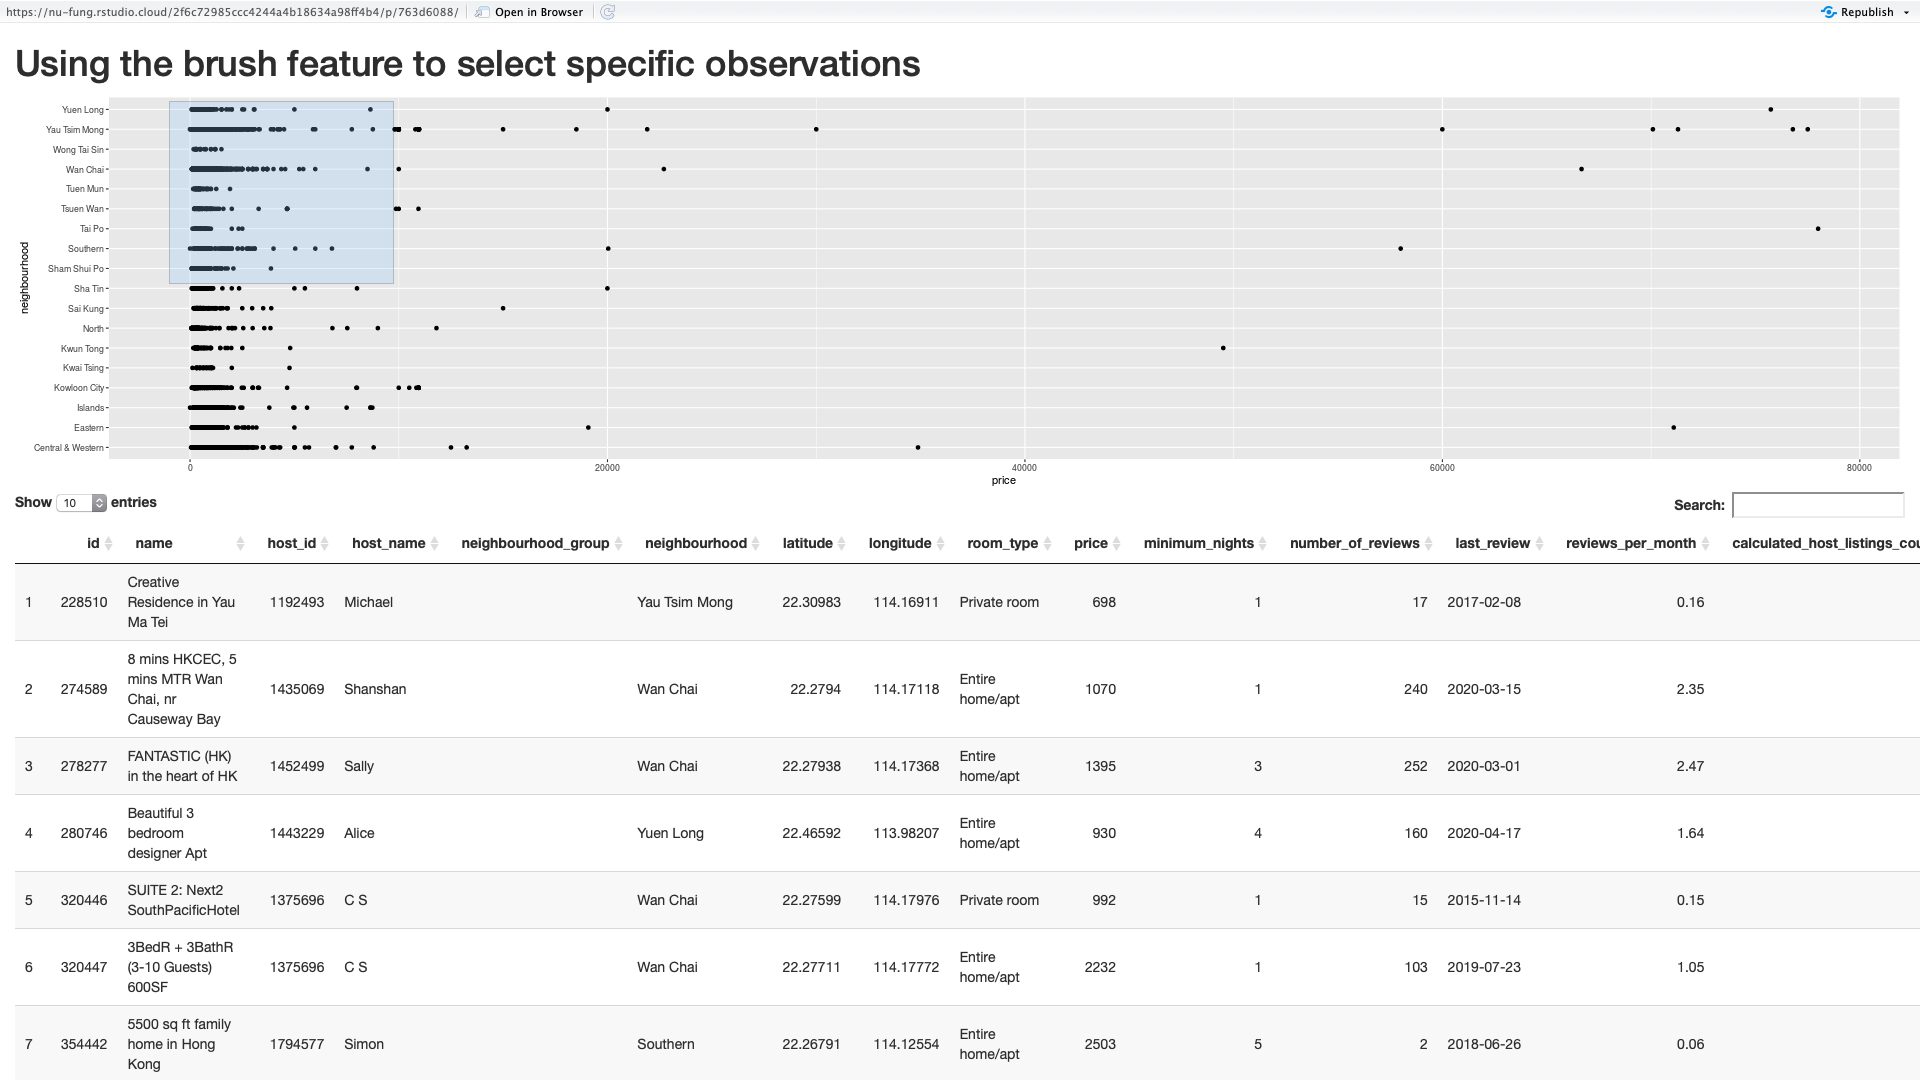 https://nu-fung.rstudio.cloud/2f6c72985ccc4244a4b18634a98ff4b4/p/763d6088/ Open in Browser Republish
Using the brush feature to select specific observations
neighbourhood
Yuen Long
Yau Tsim Mong
Wong Tai Sin
Wan Chai
Tuen Mun
Tsuen Wan
Tai Po
Southern
Sham Shui Po
Sha Tin
Sai Kung
North
Kwun Tong
Kwai Tsing
Kowloon City
Islands
Eastern
Central & Western
0 20000 40000 60000 80000
price
Show 10 entries Search:
id name host_id host_name neighbourhood_group neighbourhood latitude longitude room_type price minimum_nights number_of_reviews last_review reviews_per_month calculated_host_listings_cou
1 228510 Creative Residence in Yau Ma Tei 1192493 Michael Yau Tsim Mong 22.30983 114.16911 Private room 698 1 17 2017-02-08 0.16
2 274589 8 mins HKCEC, 5 mins MTR Wan Chai, nr Causeway Bay 1435069 Shanshan Wan Chai 22.2794 114.17118 Entire home/apt 1070 1 240 2020-03-15 2.35
3 278277 FANTASTIC (HK) in the heart of HK 1452499 Sally Wan Chai 22.27938 114.17368 Entire home/apt 1395 3 252 2020-03-01 2.47
4 280746 Beautiful 3 bedroom designer Apt 1443229 Alice Yuen Long 22.46592 113.98207 Entire home/apt 930 4 160 2020-04-17 1.64
5 320446 SUITE 2: Next2 SouthPacificHotel 1375696 C S Wan Chai 22.27599 114.17976 Private room 992 1 15 2015-11-14 0.15
6 320447 3BedR + 3BathR (3-10 Guests) 600SF 1375696 C S Wan Chai 22.27711 114.17772 Entire home/apt 2232 1 103 2019-07-23 1.05
7 354442 5500 sq ft family home in Hong Kong 1794577 Simon Southern 22.26791 114.12554 Entire home/apt 2503 5 2 2018-06-26 0.06